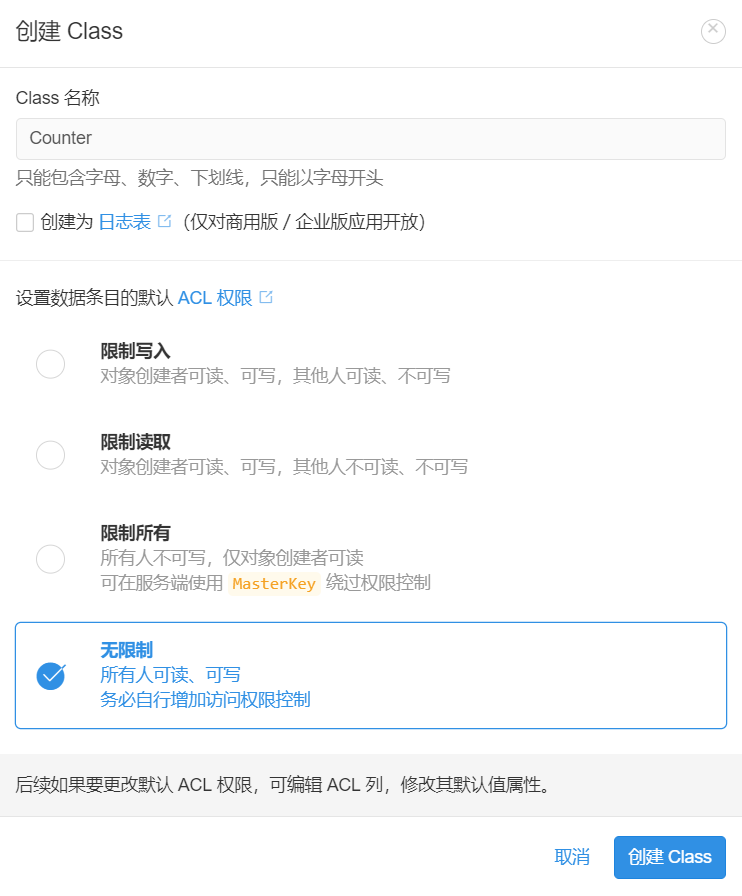 创建 Class
Class 名称
Counter
只能包含字母、数字、下划线，只能以字母开头
创建为 日志表 （仅对商用版 / 企业版应用开放）
设置数据条目的默认 ACL 权限
限制写入
对象创建者可读、可写，其他人可读、不可写
限制读取
对象创建者可读、可写，其他人不可读、不可写
限制所有
所有人不可写，仅对象创建者可读
可在服务端使用 MasterKey 绕过权限控制
无限制
所有人可读、可写
务必自行增加访问权限控制
后续如果要更改默认 ACL 权限，可编辑 ACL 列，修改其默认值属性。
取消 创建 Class